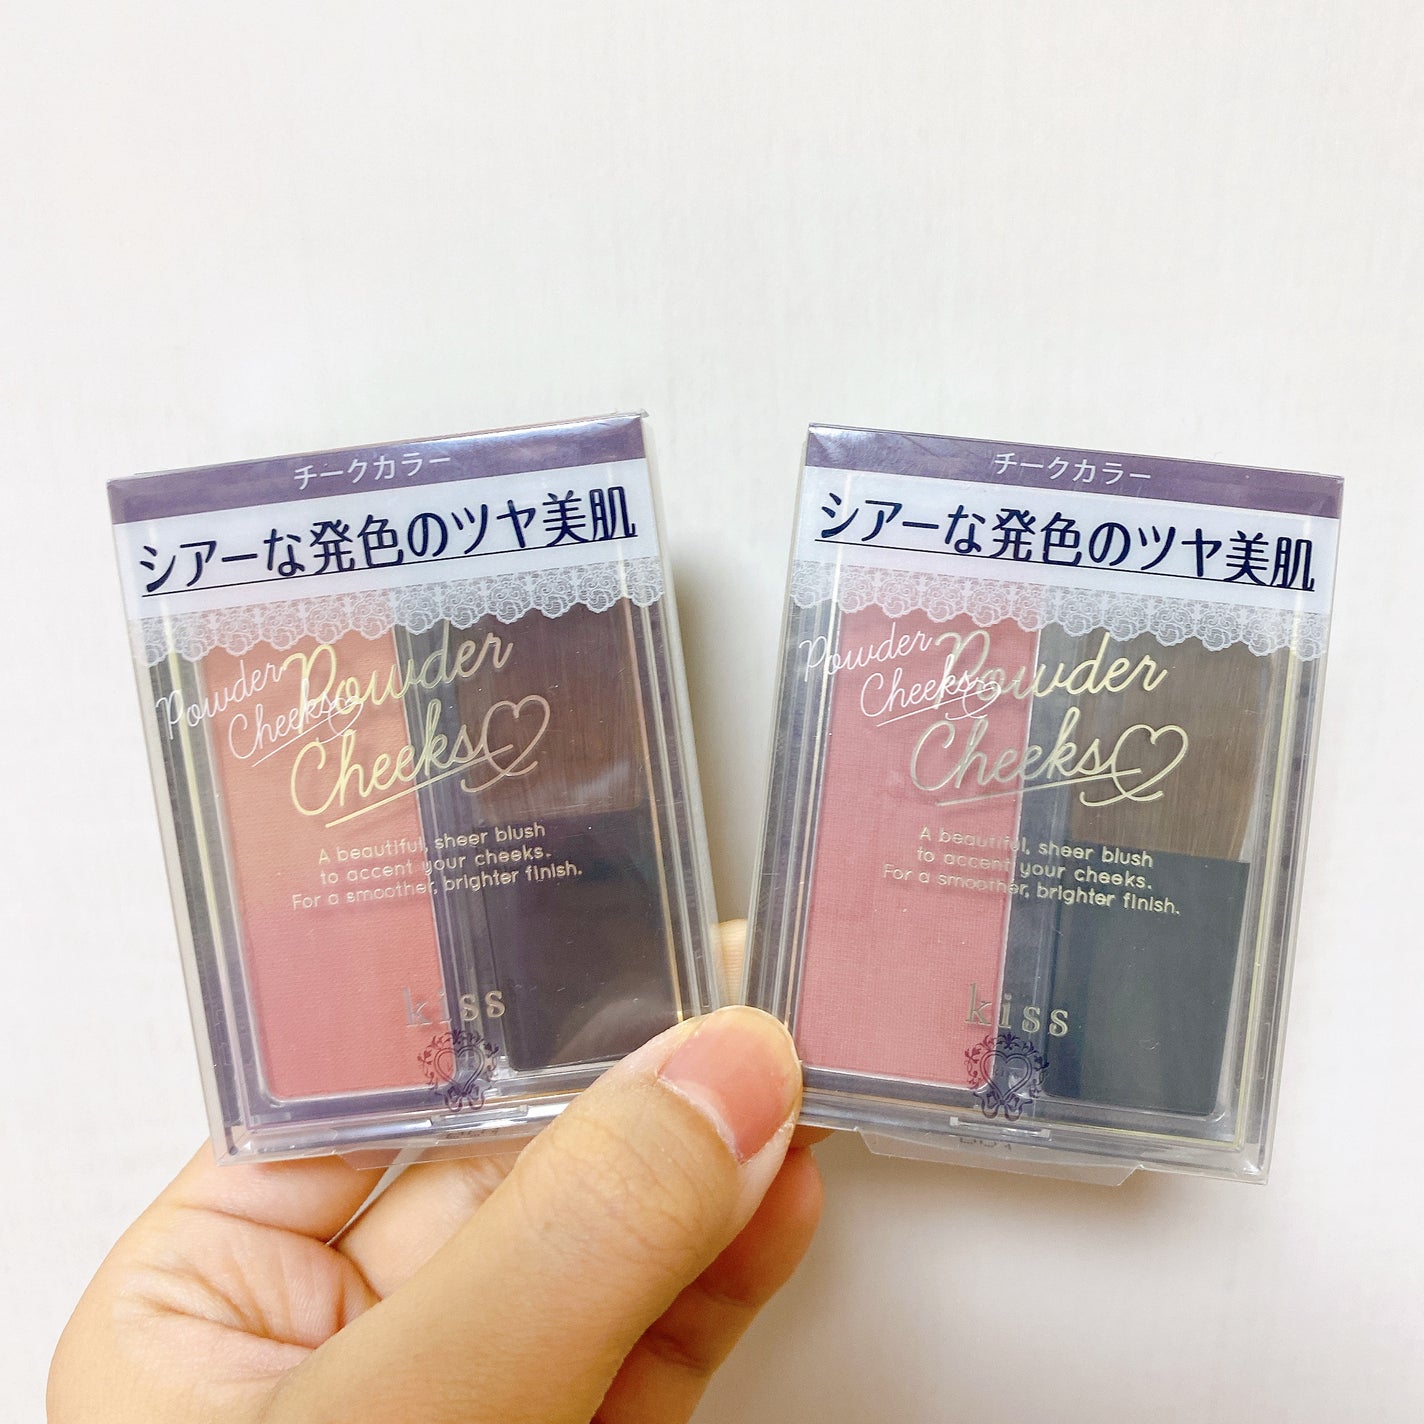 チークカラー
シアーな発色のツヤ美肌
Powder
Cheeks
Powder
Cheeks
A beautiful, sheer blush
to accent your cheeks.
For a smoother, brighter finish.
kiss
チークカラー
シアーな発色のツヤ美肌
Powder
Cheeks
Powder
Cheeks
A beautiful, sheer blush
to accent your cheeks.
For a smoother, brighter finish.
kiss